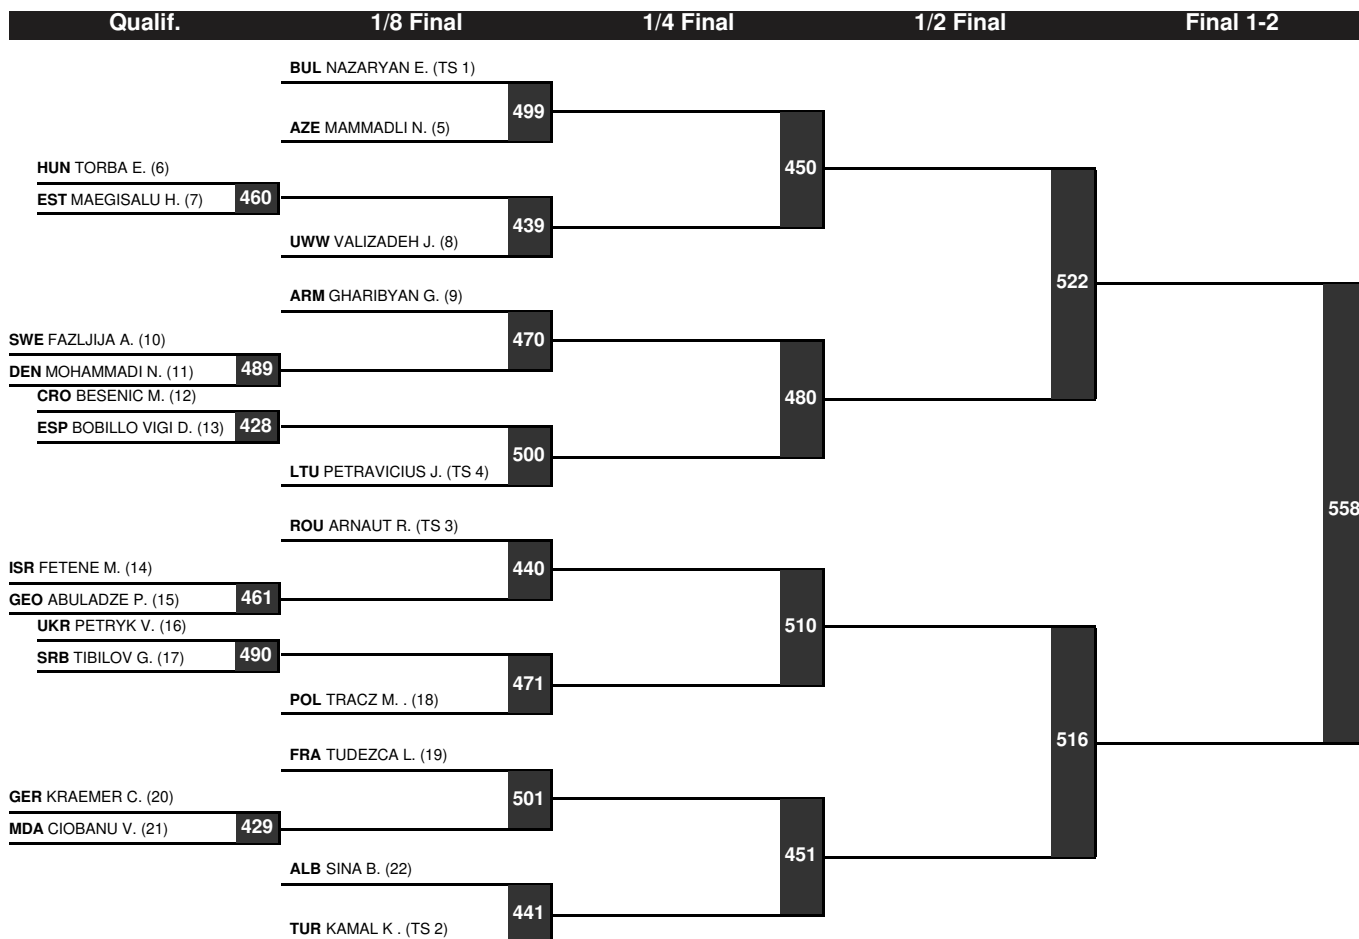 Qualif. 1/8 Final 1/4 Final 1/2 Final Final 1-2
BUL NAZARYAN E. (TS 1)
499
AZE MAMMADLI N. (5)
HUN TORBA E. (6)
450
EST MAEGISALU H. (7) 460
439
UWW VALIZADEH J. (8)
522
ARM GHARIBYAN G. (9)
SWE FAZLJIJA A. (10)
470
DEN MOHAMMADI N. (11) 489
CRO BESENIC M. (12)
480
ESP BOBILLO VIGI D. (13) 428
500
LTU PETRAVICIUS J. (TS 4)
558
ROU ARNAUT R. (TS 3)
ISR FETENE M. (14)
440
GEO ABULADZE P. (15) 461
UKR PETRYK V. (16)
510
SRB TIBILOV G. (17) 490
471
POL TRACZ M. . (18)
516
FRA TUDEZCA L. (19)
GER KRAEMER C. (20)
501
MDA CIOBANU V. (21) 429
451
ALB SINA B. (22)
441
TUR KAMAL K . (TS 2)